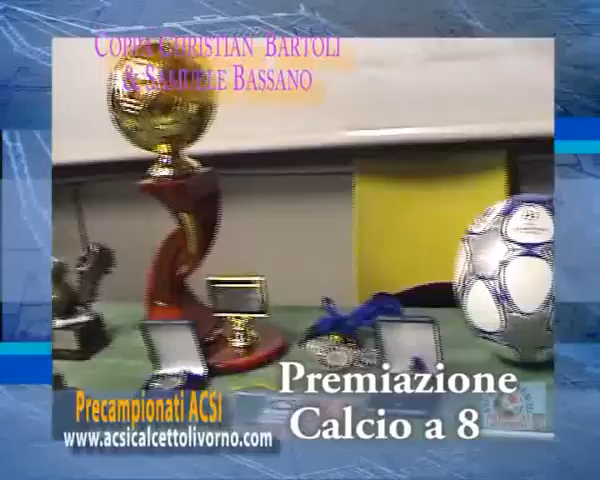 Coppa Christian Bartoli
& Samuele Bassano
Premiazione
Calcio a 8
Precampionati ACSI
www.acsicalcettolivorno.com